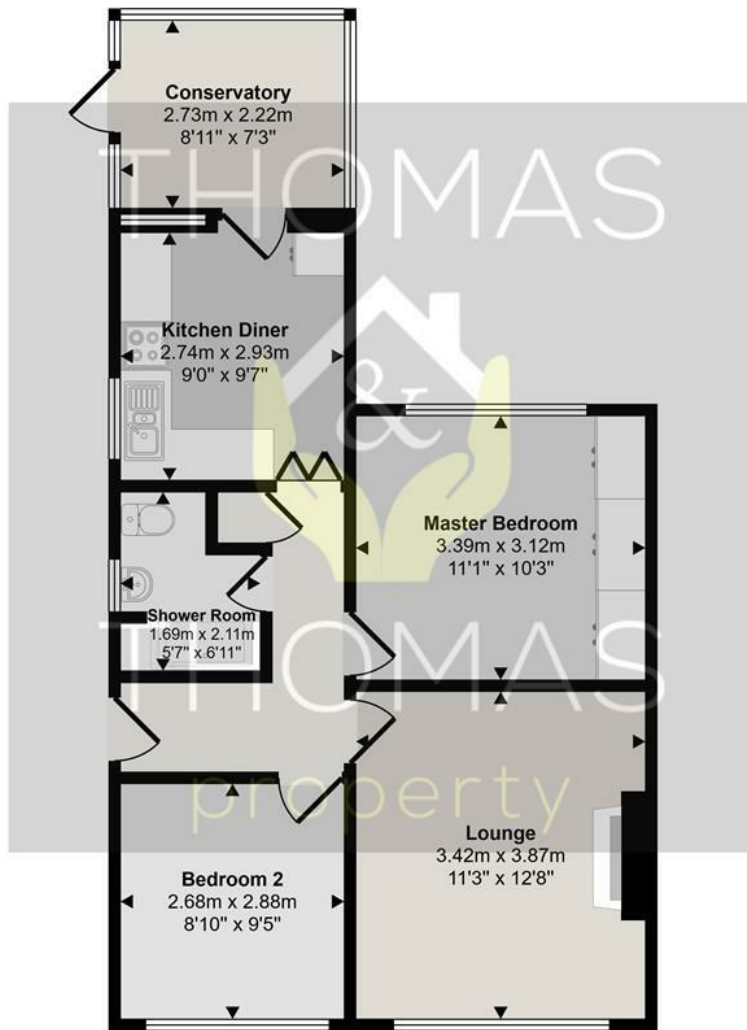 Conservatory
2.73m x 2.22m
8'11" x 7'3"
THOMAS
Kitchen Diner
2.74m x 2.93m
9'0" x 9'7"
&
Master Bedroom
3.39m x 3.12m
11'1" x 10'3"
Shower Room
1.69m x 2.11m
5'7" x 6'11"
THOMAS
property
Lounge
3.42m x 3.87m
11'3" x 12'8"
Bedroom 2
2.68m x 2.88m
8'10" x 9'5"